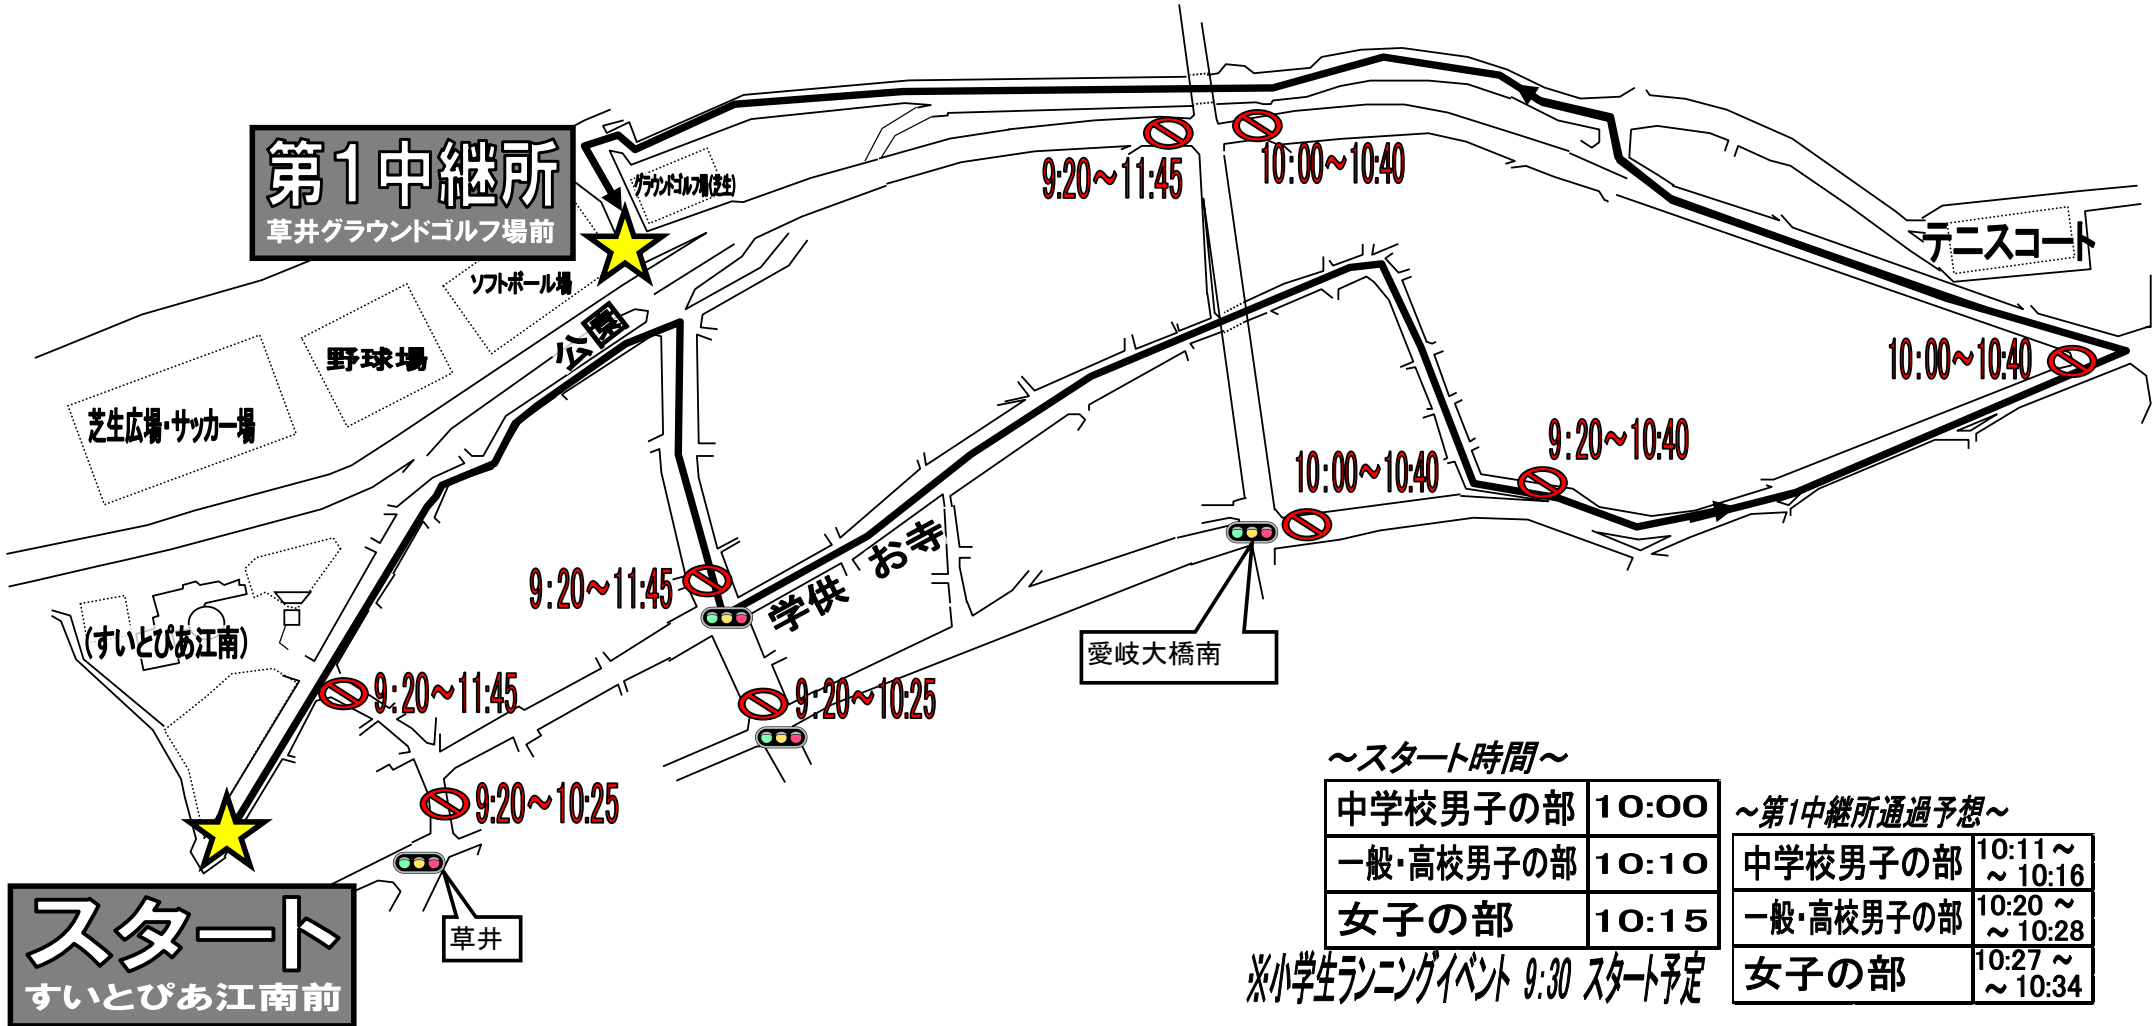 第1中継所
草井グラウンドゴルフ場前
グラウンドゴルフ場(芝生)
9:20～11:45
10:00～10:40
テニスコート
ソフトボール場
公園
野球場
芝生広場・サッカー場
10:00～10:40
9:20～10:40
10:00～10:40
お寺
学供
9:20～11:45
(すいとぴあ江南)
愛岐大橋南
9:20～11:45
9:20～10:25
9:20～10:25
草井
スタート
すいとぴあ江南前
～スタート時間～
中学校男子の部 10:00
一般・高校男子の部 10:10
女子の部 10:15
※小学生ランニングイベント 9:30 スタート予定
～第1中継所通過予想～
中学校男子の部 10:11～
～10:16
一般・高校男子の部 10:20～
～10:28
女子の部 10:27～
～10:34